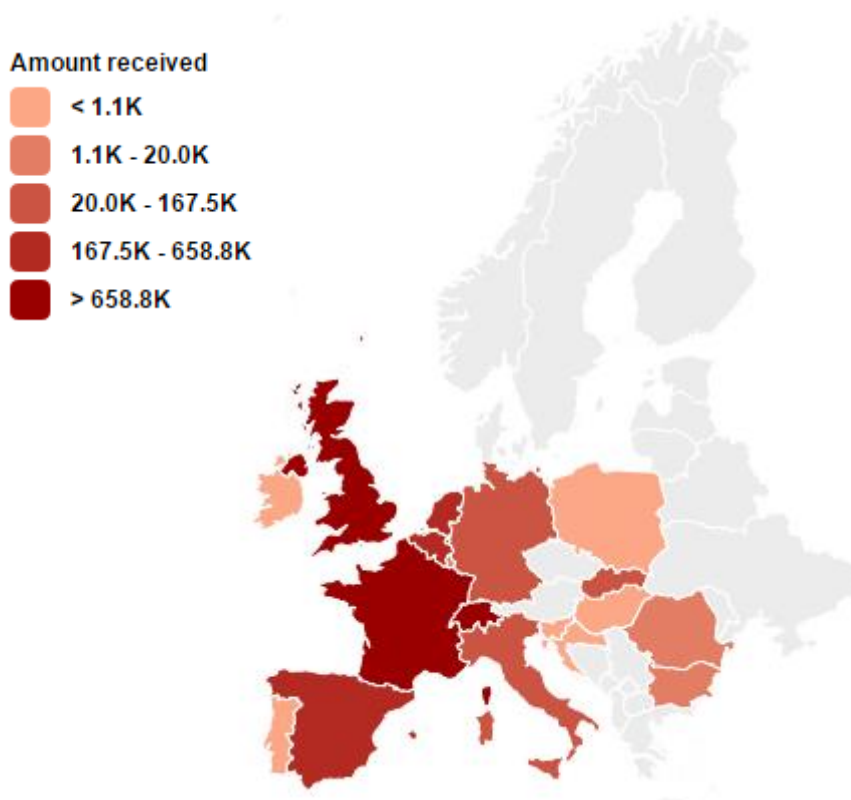 Amount received
< 1.1K
1.1K - 20.0K
20.0K - 167.5K
167.5K - 658.8K
> 658.8K